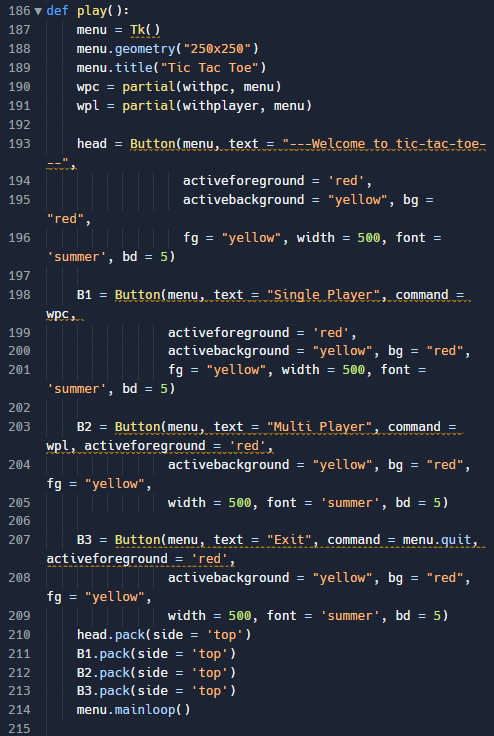 186 def play():
187 menu = Tk()
188 menu.geometry("250x250")
189 menu.title("Tic Tac Toe")
190 wpc = partial(withpc, menu)
191 wpl = partial(withplayer, menu)
192
193 head = Button(menu, text = "---Welcome to tic-tac-toe-
--",
194 activeforeground = 'red',
195 activebackground = "yellow", bg =
"red",
196 fg = "yellow", width = 500, font =
'summer', bd = 5)
197
198 B1 = Button(menu, text = "Single Player", command =
wpc,
199 activeforeground = 'red',
200 activebackground = "yellow", bg = "red",
201 fg = "yellow", width = 500, font =
'summer', bd = 5)
202
203 B2 = Button(menu, text = "Multi Player", command =
wpl, activeforeground = 'red',
204 activebackground = "yellow", bg = "red",
fg = "yellow",
205 width = 500, font = 'summer', bd = 5)
206
207 B3 = Button(menu, text = "Exit", command = menu.quit,
activeforeground = 'red',
208 activebackground = "yellow", bg = "red",
fg = "yellow",
209 width = 500, font = 'summer', bd = 5)
210 head.pack(side = 'top')
211 B1.pack(side = 'top')
212 B2.pack(side = 'top')
213 B3.pack(side = 'top')
214 menu.mainloop()
215